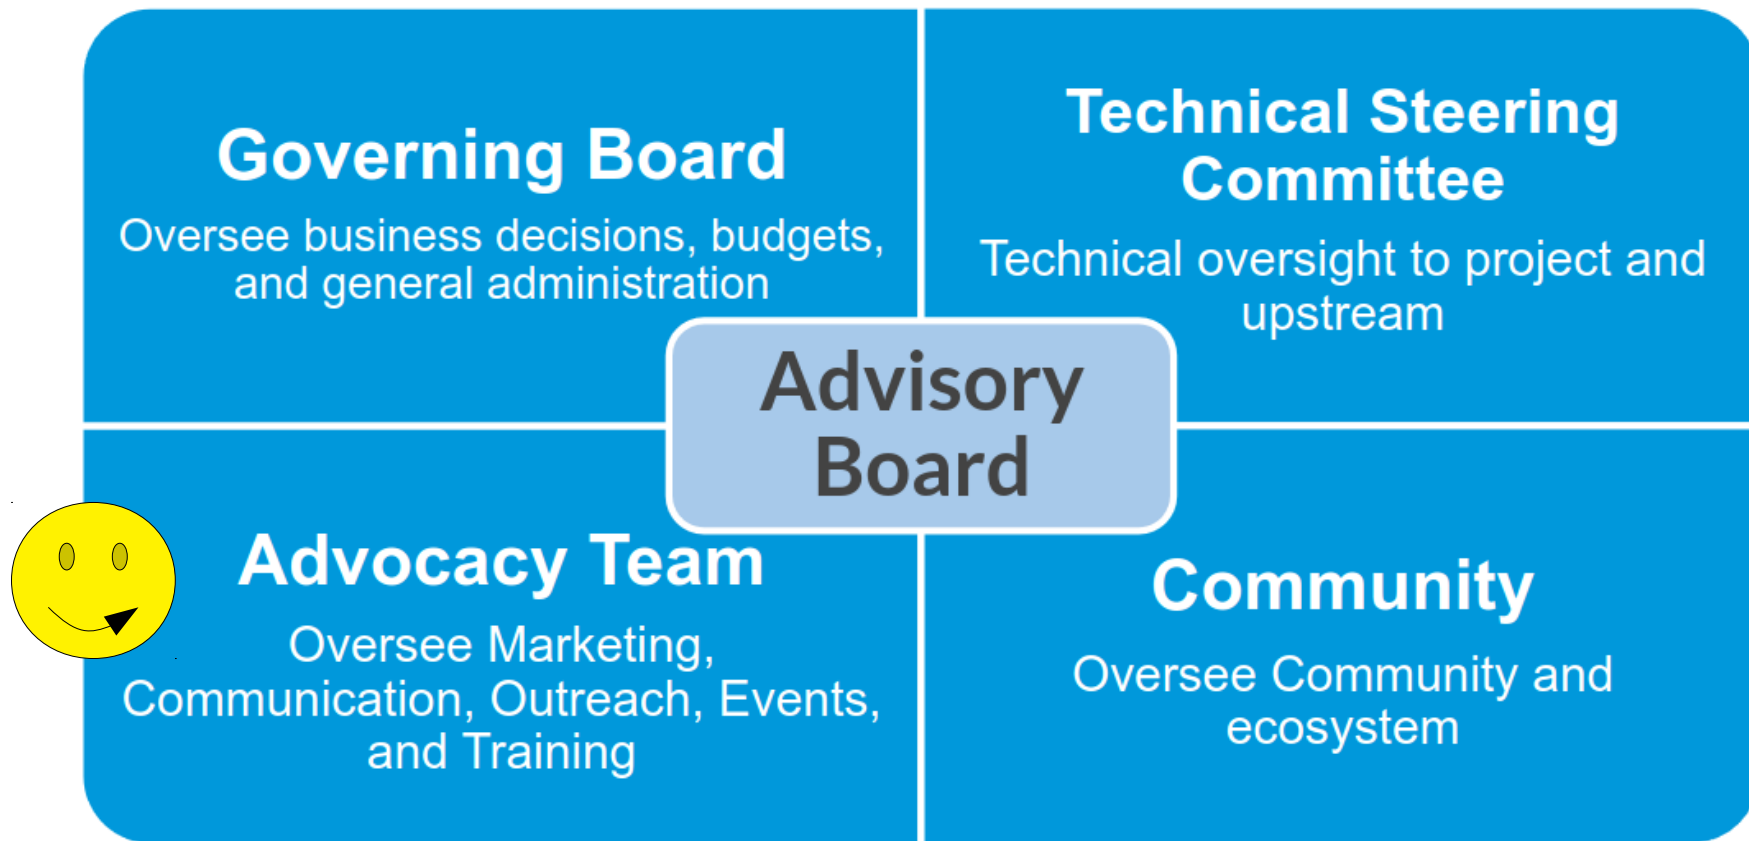 Governing Board
Oversee business decisions, budgets,
and general administration
Technical Steering
Committee
Technical oversight to project and
upstream
Advisory
Board
Advocacy Team
Oversee Marketing,
Communication, Outreach, Events,
and Training
Community
Oversee Community and
ecosystem